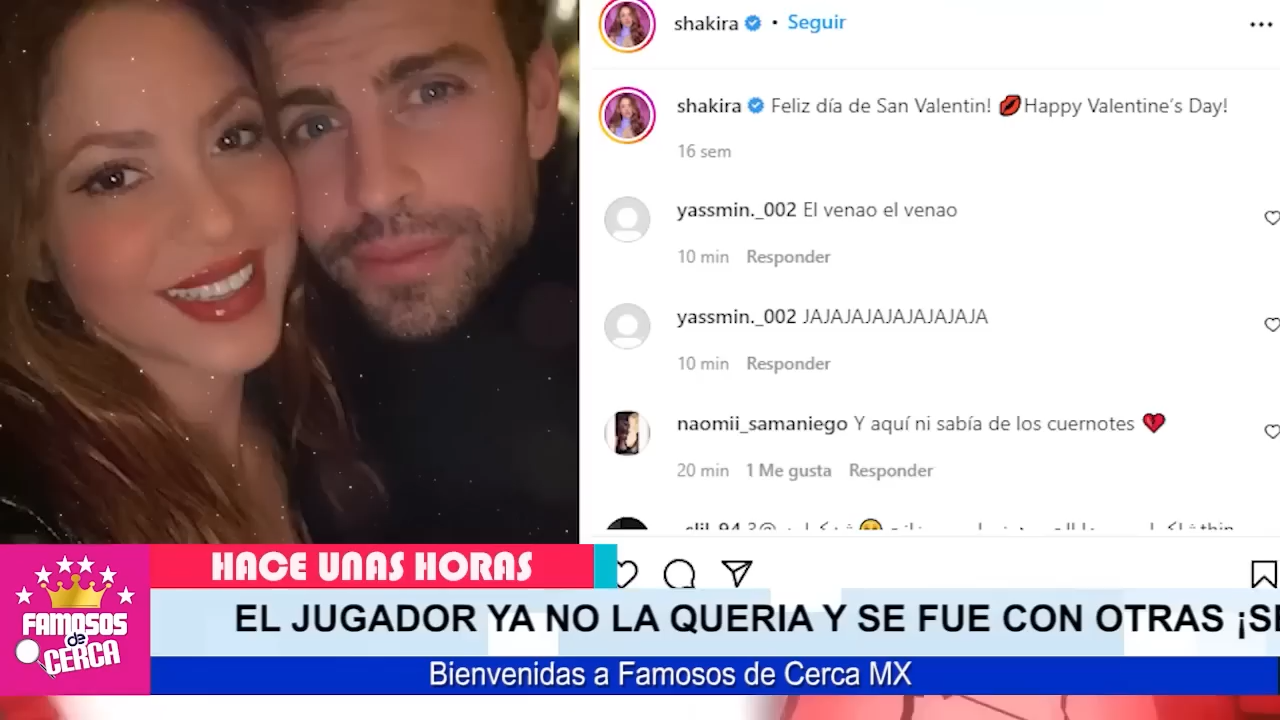 shakira • Seguir
shakira Feliz día de San Valentin! 💋Happy Valentine's Day!
16 sem
yassmin._002 El venao el venao
10 min Responder
yassmin._002 JAJAJAJAJAJAJAJAJA
10 min Responder
naomii_samaniego Y aquí ni sabía de los cuernotes 💔
20 min 1 Me gusta Responder
HACE UNAS HORAS
EL JUGADOR YA NO LA QUERIA Y SE FUE CON OTRAS
FAMOSOS
de
CERCA
Bienvenidas a Famosos de Cerca MX